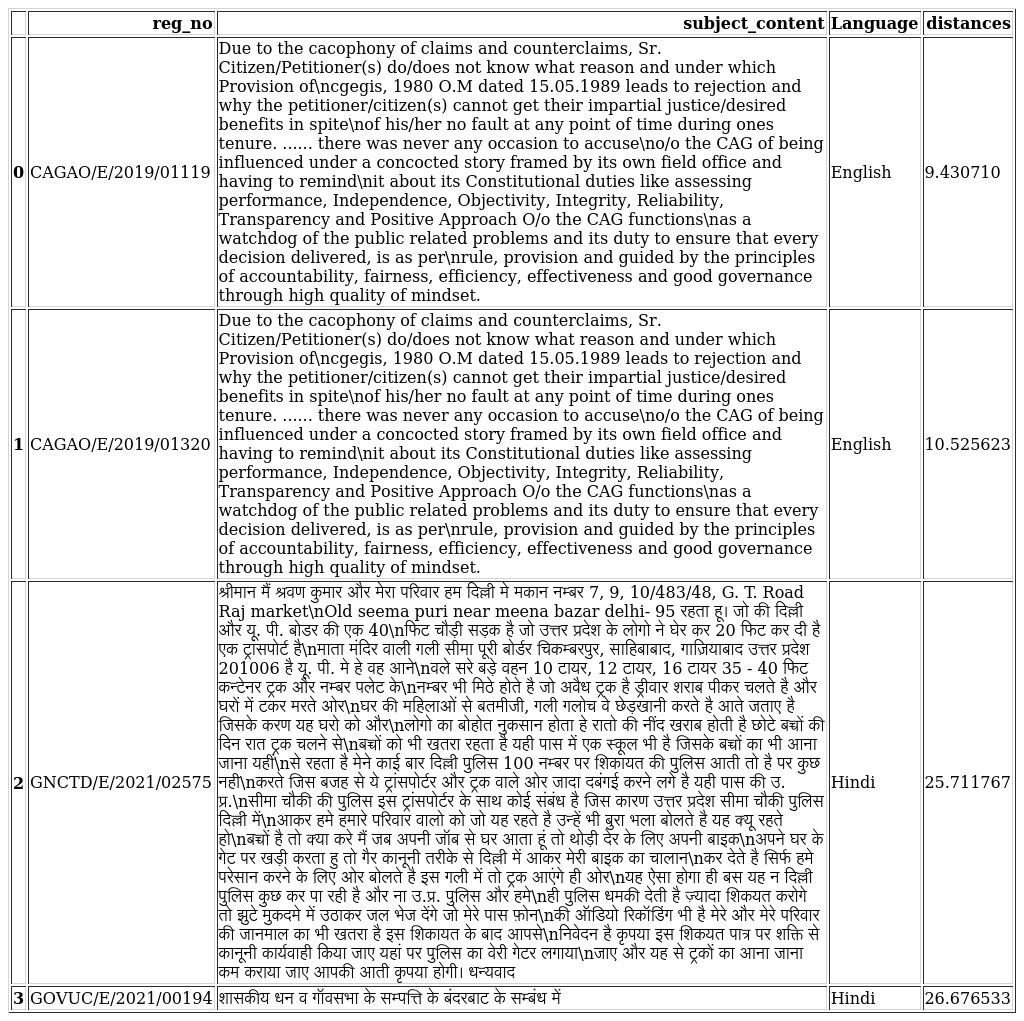 reg_no subject_content Language distances
Due to the cacophony of claims and counterclaims, Sr.
Citizen/Petitioner(s) do/does not know what reason and under which
Provision of\ncgegis, 1980 O.M dated 15.05.1989 leads to rejection and
why the petitioner/citizen(s) cannot get their impartial justice/desired
benefits in spite\nof his/her no fault at any point of time during ones
tenure. ...... there was never any occasion to accuse\no/o the CAG of being
0 CAGAO/E/2019/01119 influenced under a concocted story framed by its own field office and English 9.430710
having to remind\nit about its Constitutional duties like assessing
performance, Independence, Objectivity, Integrity, Reliability,
Transparency and Positive Approach O/o the CAG functions\nas a
watchdog of the public related problems and its duty to ensure that every
decision delivered, is as per\nrule, provision and guided by the principles
of accountability, fairness, efficiency, effectiveness and good governance
through high quality of mindset.
Due to the cacophony of claims and counterclaims, Sr.
Citizen/Petitioner(s) do/does not know what reason and under which
Provision of\ncgegis, 1980 O.M dated 15.05.1989 leads to rejection and
why the petitioner/citizen(s) cannot get their impartial justice/desired
benefits in spite\nof his/her no fault at any point of time during ones
tenure. ...... there was never any occasion to accuse\no/o the CAG of being
1 CAGAO/E/2019/01320 influenced under a concocted story framed by its own field office and English 10.525623
having to remind\nit about its Constitutional duties like assessing
performance, Independence, Objectivity, Integrity, Reliability,
Transparency and Positive Approach O/o the CAG functions\nas a
watchdog of the public related problems and its duty to ensure that every
decision delivered, is as per\nrule, provision and guided by the principles
of accountability, fairness, efficiency, effectiveness and good governance
through high quality of mindset.
श्रीमान मैं श्रवण कुमार और मेरा परिवार हम दिल्ली मे मकान नम्बर 7, 9, 10/483/48, G. T. Road
Raj market\nOld seema puri near meena bazar delhi- 95 रहता हू। जो की दिल्ली
और यू. पी. बोडर की एक 40\nफिट चौड़ी सड़क है जो उत्तर प्रदेश के लोगो ने घेर कर 20 फिट कर दी है
एक ट्रांसपोर्ट है\nमाता मंदिर वाली गली सीमा पूरी बोर्डर चिकम्बरपुर, साहिबाबाद, गाज़ियाबाद उत्तर प्रदेश
201006 है यू. पी. मे हे वह आने\nवले सरे बड़े वहन 10 टायर, 12 टायर, 16 टायर 35 - 40 फिट
कन्टेनर ट्रक और नम्बर पलेट के\nनम्बर भी मिठे होते है जो अवैध ट्रक है ड्रीवार शराब पीकर चलते है और
घरों में टकर मरते ओर\nघर की महिलाओं से बतमीजी, गली गलोच वे छेड़खानी करते है आते जताए है
जिसके करण यह घरो को और\nलोगो का बोहोत नुकसान होता हे रातो की नींद खराब होती है छोटे बच्चों की
दिन रात ट्रक चलने से\nबच्चों को भी खतरा रहता है यही पास में एक स्कूल भी है जिसके बच्चों का भी आना
जाना यही\nसे रहता है मेने काई बार दिल्ली पुलिस 100 नम्बर पर शिकायत की पुलिस आती तो है पर कुछ
2 GNCTD/E/2021/02575 नही\nकरते जिस बजह से ये ट्रांसपोर्टर और ट्रक वाले ओर जादा दबंगई करने लगे है यही पास की उ. Hindi 25.711767
प्र.\nसीमा चौकी की पुलिस इस ट्रांसपोर्टर के साथ कोई संबंध है जिस कारण उत्तर प्रदेश सीमा चौकी पुलिस
दिल्ली में\nआकर हमे हमारे परिवार वालो को जो यह रहते है उन्हें भी बुरा भला बोलते है यह क्यू रहते
हो\nबच्चों है तो क्या करे मैं जब अपनी जॉब से घर आता हूं तो थोड़ी देर के लिए अपनी बाइक\nअपने घर के
गेट पर खड़ी करता हु तो गैर कानूनी तरीके से दिल्ली में आकर मेरी बाइक का चालान\nकर देते है सिर्फ हमे
परेसान करने के लिए ओर बोलते है इस गली में तो ट्रक आएंगे ही ओर\nयह ऐसा होगा ही बस यह न दिल्ली
पुलिस कुछ कर पा रही है और ना उ.प्र. पुलिस और हमे\nही पुलिस धमकी देती है ज़्यादा शिकयत करोगे
तो झुटे मुकदमे में उठाकर जल भेज देंगे जो मेरे पास फ़ोन\nकी ऑडियो रिकॉडिंग भी है मेरे और मेरे परिवार
की जानमाल का भी खतरा है इस शिकायत के बाद आपसे\nनिवेदन है कृपया इस शिकयत पात्र पर शक्ति से
कानूनी कार्यवाही किया जाए यहां पर पुलिस का वेरी गेटर लगाया\nजाए और यह से ट्रकों का आना जाना
कम कराया जाए आपकी आती कृपया होगी। धन्यवाद
3 GOVUC/E/2021/00194 शासकीय धन व गॉवसभा के सम्पत्ति के बंदरबाट के सम्बंध में Hindi 26.676533